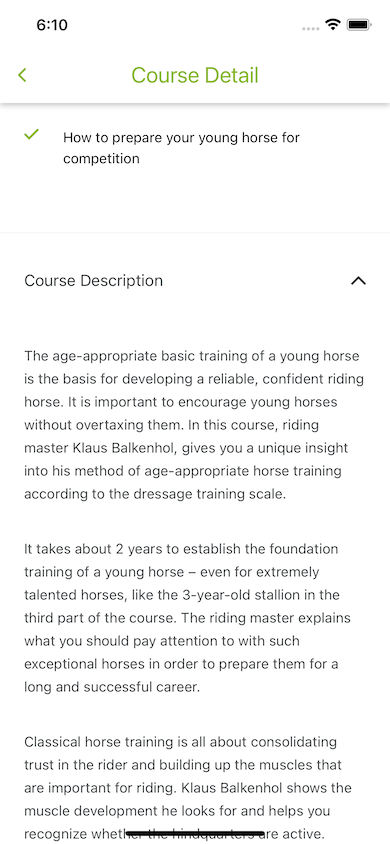 6:10
Course Detail
How to prepare your young horse for
competition
Course Description
The age-appropriate basic training of a young horse
is the basis for developing a reliable, confident riding
horse. It is important to encourage young horses
without overtaxing them. In this course, riding
master Klaus Balkenhol, gives you a unique insight
into his method of age-appropriate horse training
according to the dressage training scale.
It takes about 2 years to establish the foundation
training of a young horse – even for extremely
talented horses, like the 3-year-old stallion in the
third part of the course. The riding master explains
what you should pay attention to with such
exceptional horses in order to prepare them for a
long and successful career.
Classical horse training is all about consolidating
trust in the rider and building up the muscles that
are important for riding. Klaus Balkenhol shows the
muscle development he looks for and helps you
recognize whether the hindquarters are active.